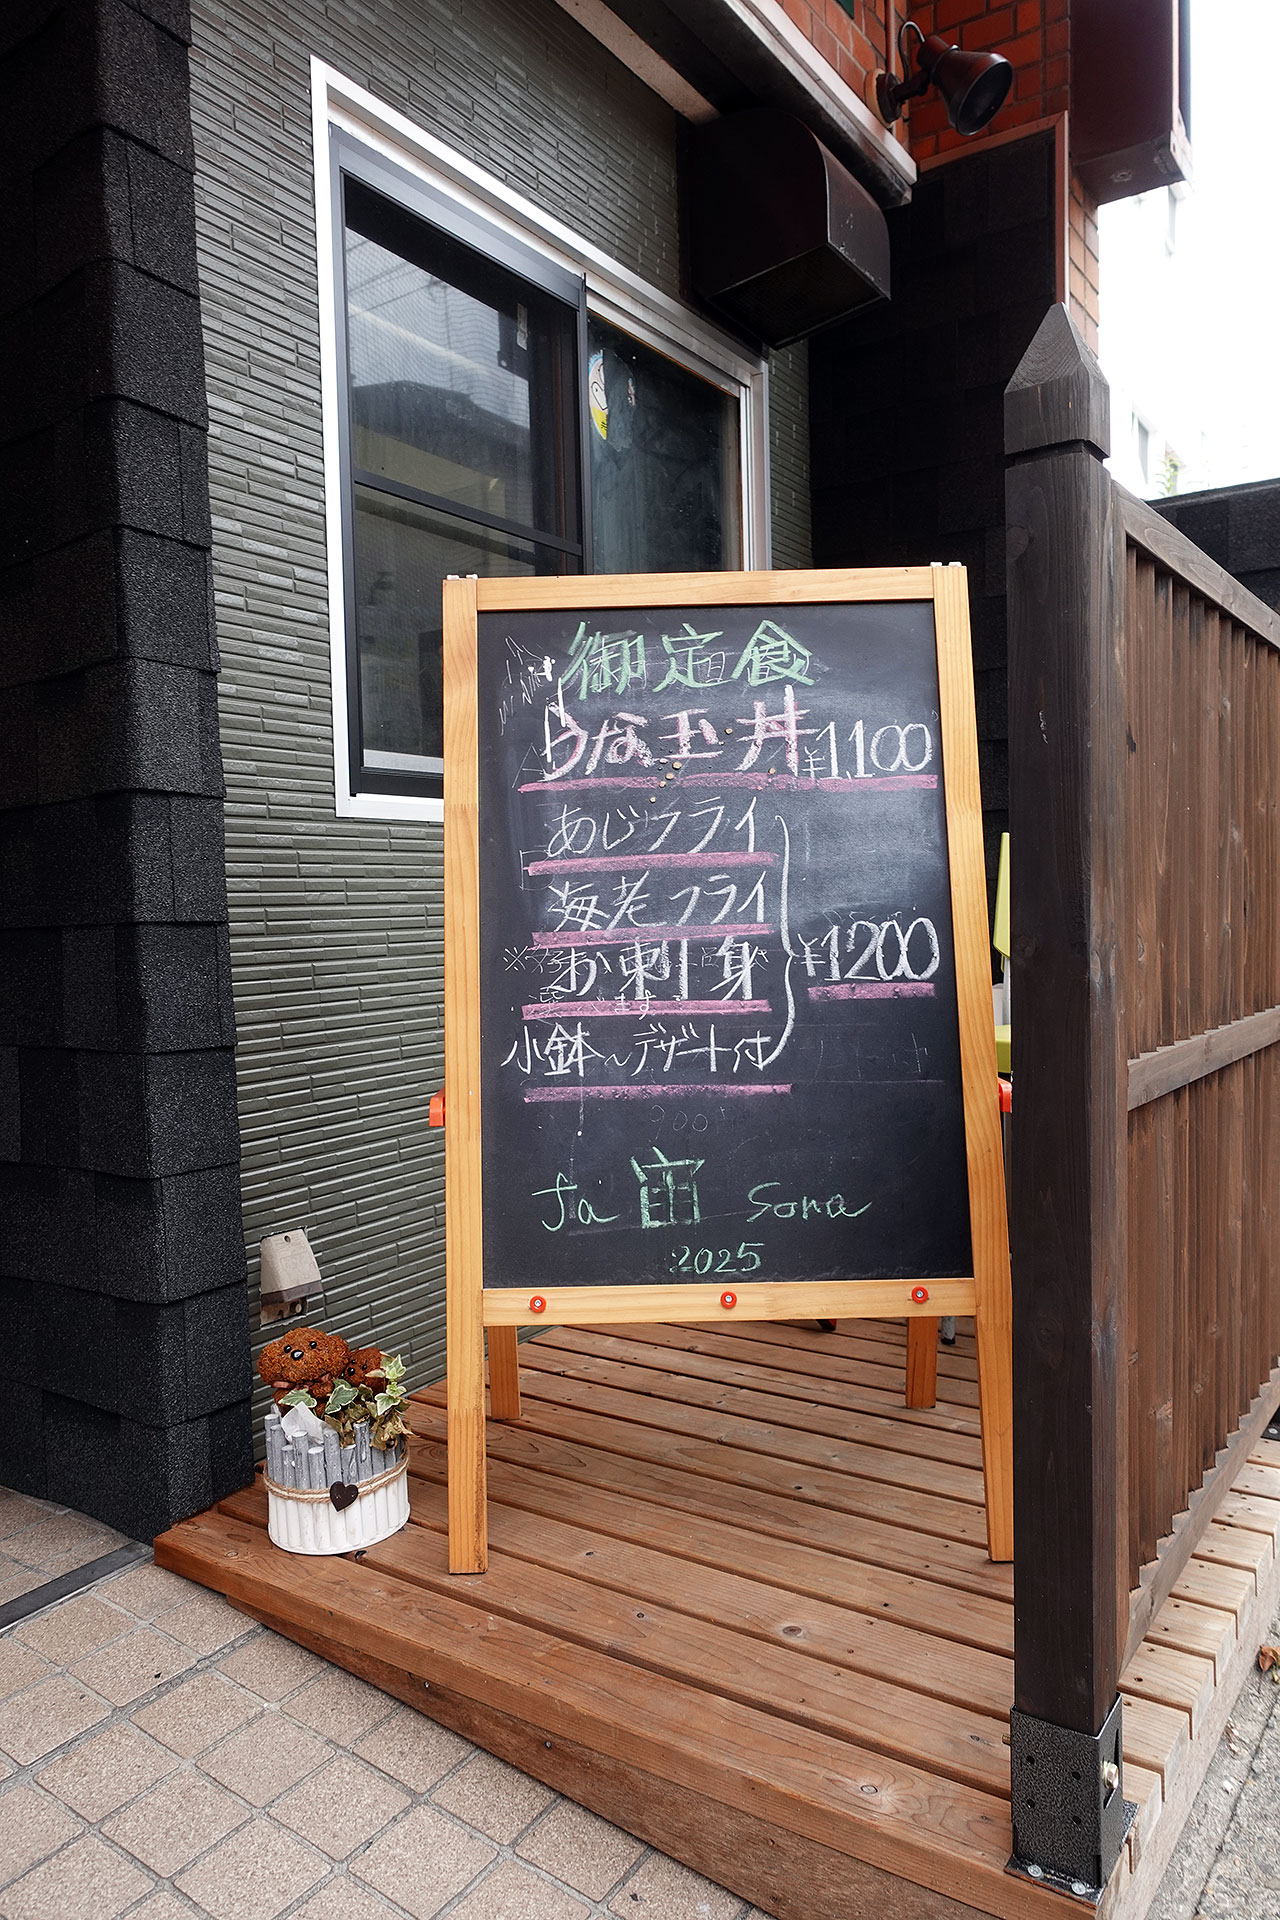 御定食
うな玉丼 ¥1,100
あじフライ
海老フライ
お刺身 ¥1200
小鉢〜デザート付
fa 宙 Sora
2025